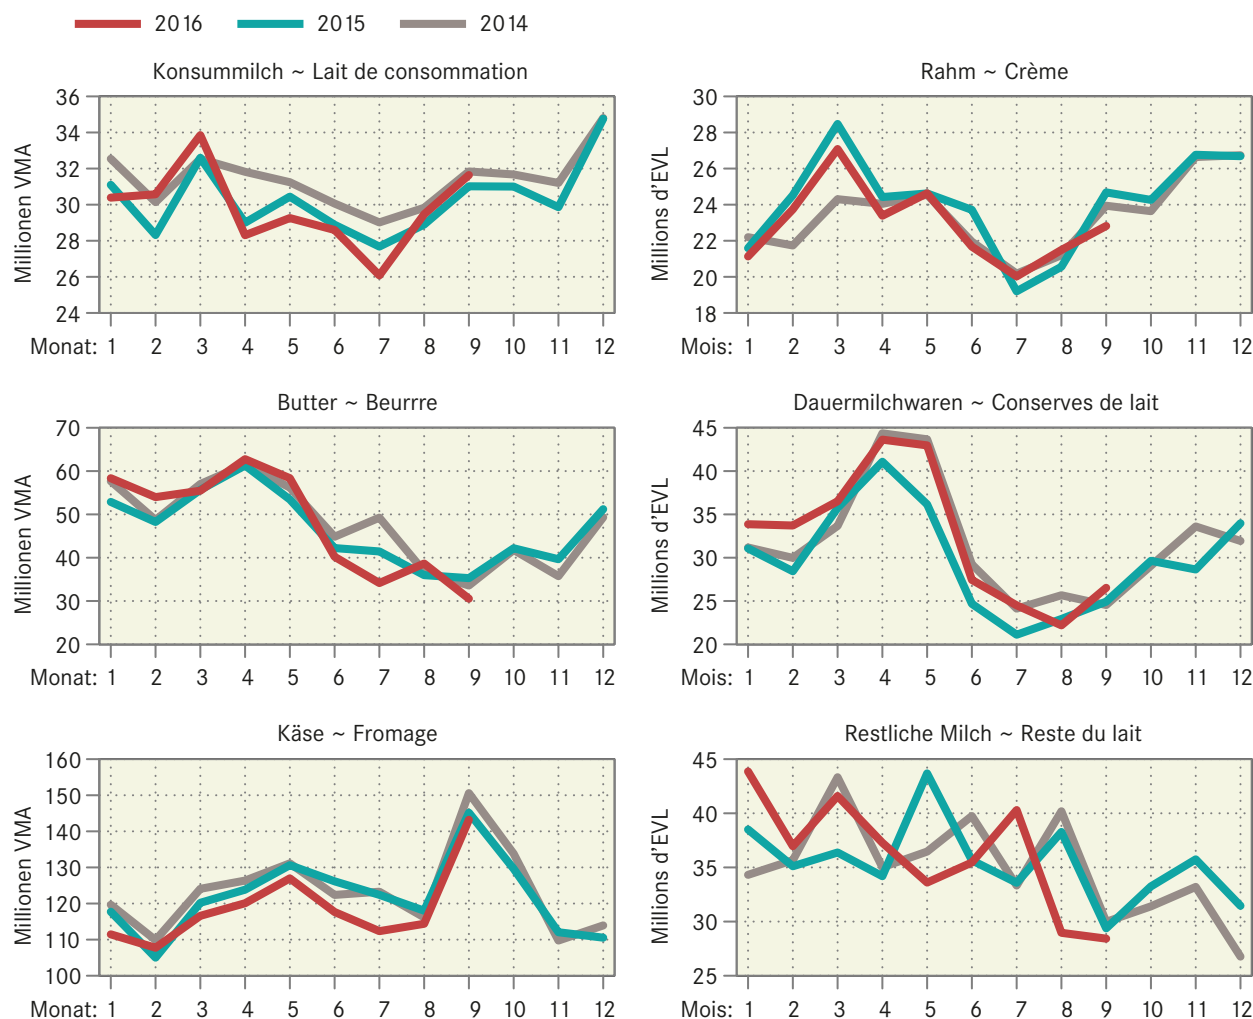 2016 2015 2014
Konsummilch ~ Lait de consommation
Millionen VMA
36
34
32
30
28
26
24
Monat: 1 2 3 4 5 6 7 8 9 10 11 12
Rahm ~ Crème
Millions d'EVL
30
28
26
24
22
20
18
Mois: 1 2 3 4 5 6 7 8 9 10 11 12
Butter ~ Beurrre
Millionen VMA
70
60
50
40
30
20
Monat: 1 2 3 4 5 6 7 8 9 10 11 12
Dauermilchwaren ~ Conserves de lait
Millions d'EVL
45
40
35
30
25
20
Mois: 1 2 3 4 5 6 7 8 9 10 11 12
Käse ~ Fromage
Millionen VMA
160
150
140
130
120
110
100
Monat: 1 2 3 4 5 6 7 8 9 10 11 12
Restliche Milch ~ Reste du lait
Millions d'EVL
45
40
35
30
25
Mois: 1 2 3 4 5 6 7 8 9 10 11 12